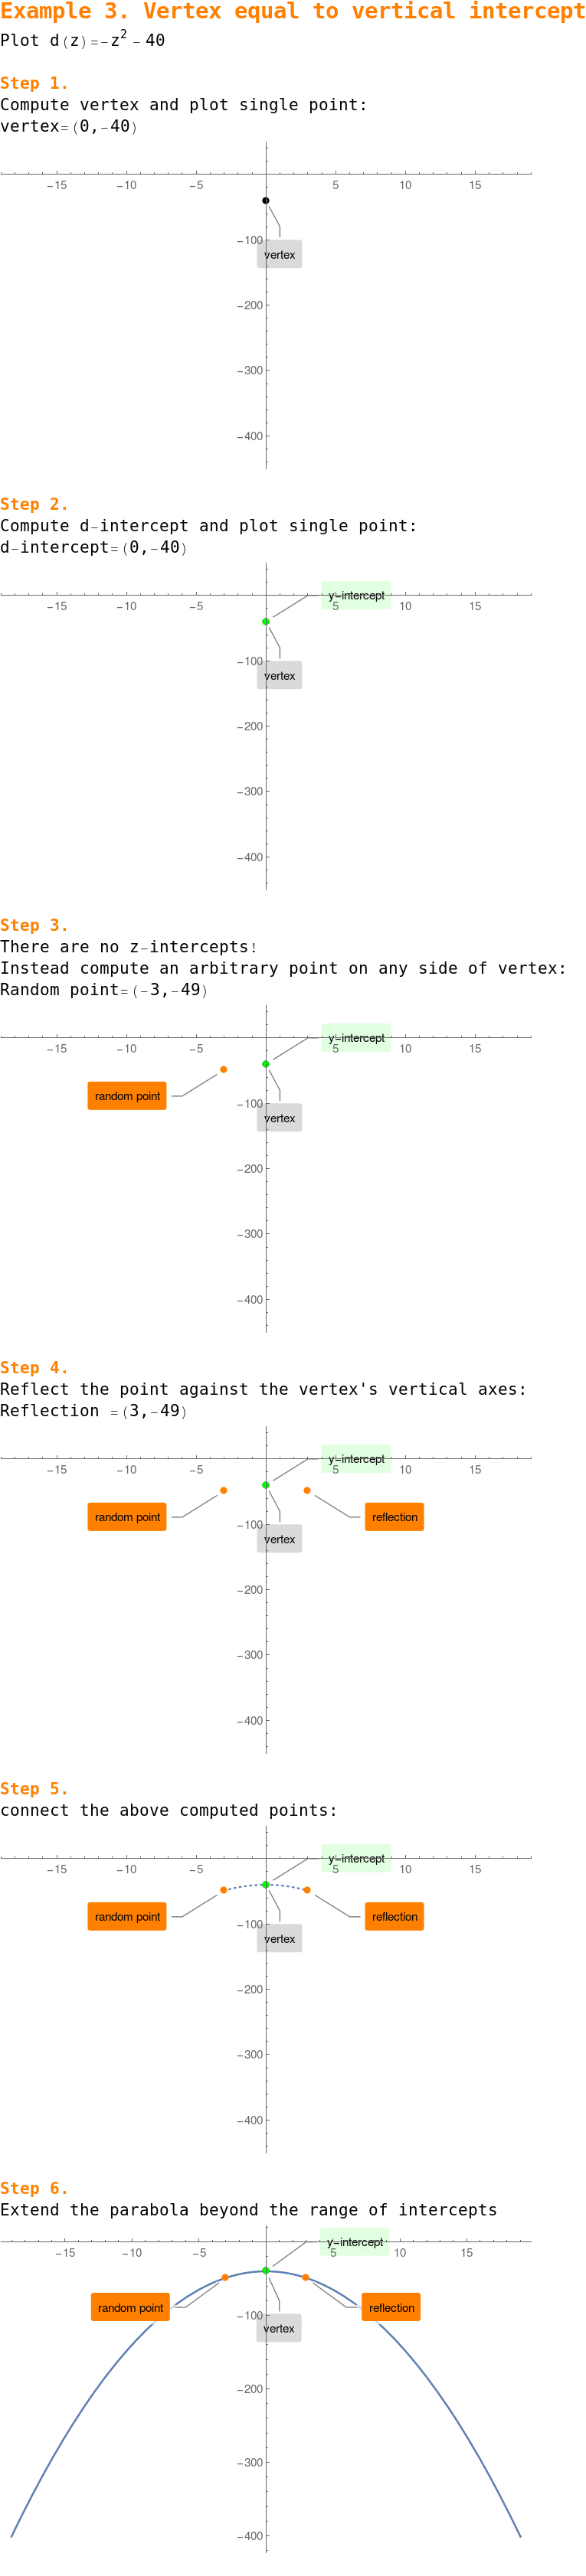 Example 3. Vertex equal to vertical intercept
Plot d(z)=-z² - 40
Step 1.
Compute vertex and plot single point:
vertex=(0,-40)
-15 -10 -5 5 10 15
-100
vertex
-200
-300
-400
Step 2.
Compute d-intercept and plot single point:
d-intercept=(0,-40)
y-intercept
-15 -10 -5 5 10 15
-100
vertex
-200
-300
-400
Step 3.
There are no z-intercepts!
Instead compute an arbitrary point on any side of vertex:
Random point=(-3,-49)
y-intercept
-15 -10 -5 5 10 15
random point
-100
vertex
-200
-300
-400
Step 4.
Reflect the point against the vertex's vertical axes:
Reflection =(3,-49)
y-intercept
-15 -10 -5 5 10 15
random point reflection
-100
vertex
-200
-300
-400
Step 5.
connect the above computed points:
y-intercept
-15 -10 -5 5 10 15
random point reflection
-100
vertex
-200
-300
-400
Step 6.
Extend the parabola beyond the range of intercepts
y-intercept
-15 -10 -5 5 10 15
random point reflection
-100
vertex
-200
-300
-400